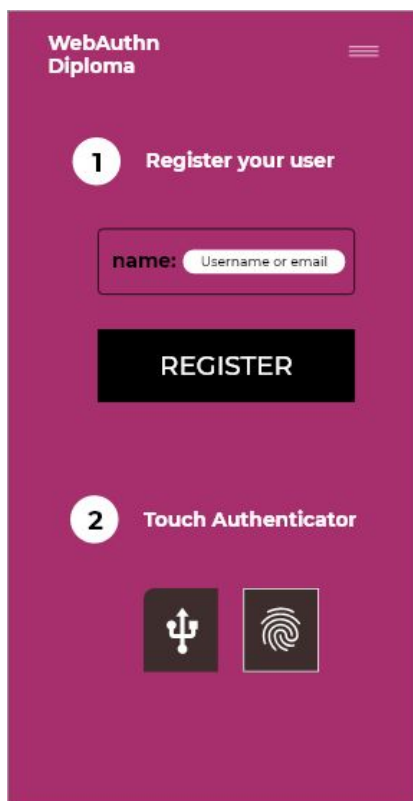 WebAuthn
Diploma
1 Register your user
name: Username or email
REGISTER
2 Touch Authenticator